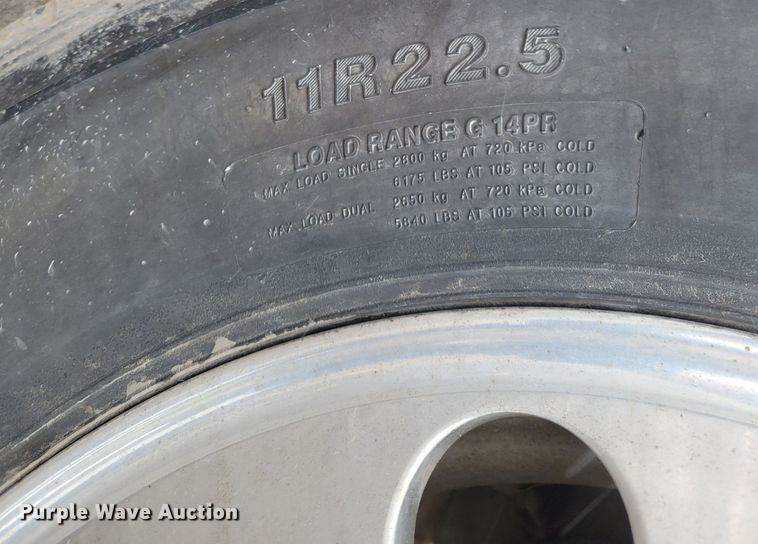 11R22.5
LOAD RANGE G 14PR
MAX LOAD SINGLE 2800 kg AT 720 kPa COLD
6175 LBS AT 105 PSI COLD
MAX LOAD DUAL 2650 kg AT 720 kPa COLD
5840 LBS AT 105 PSI COLD
Purple Wave Auction